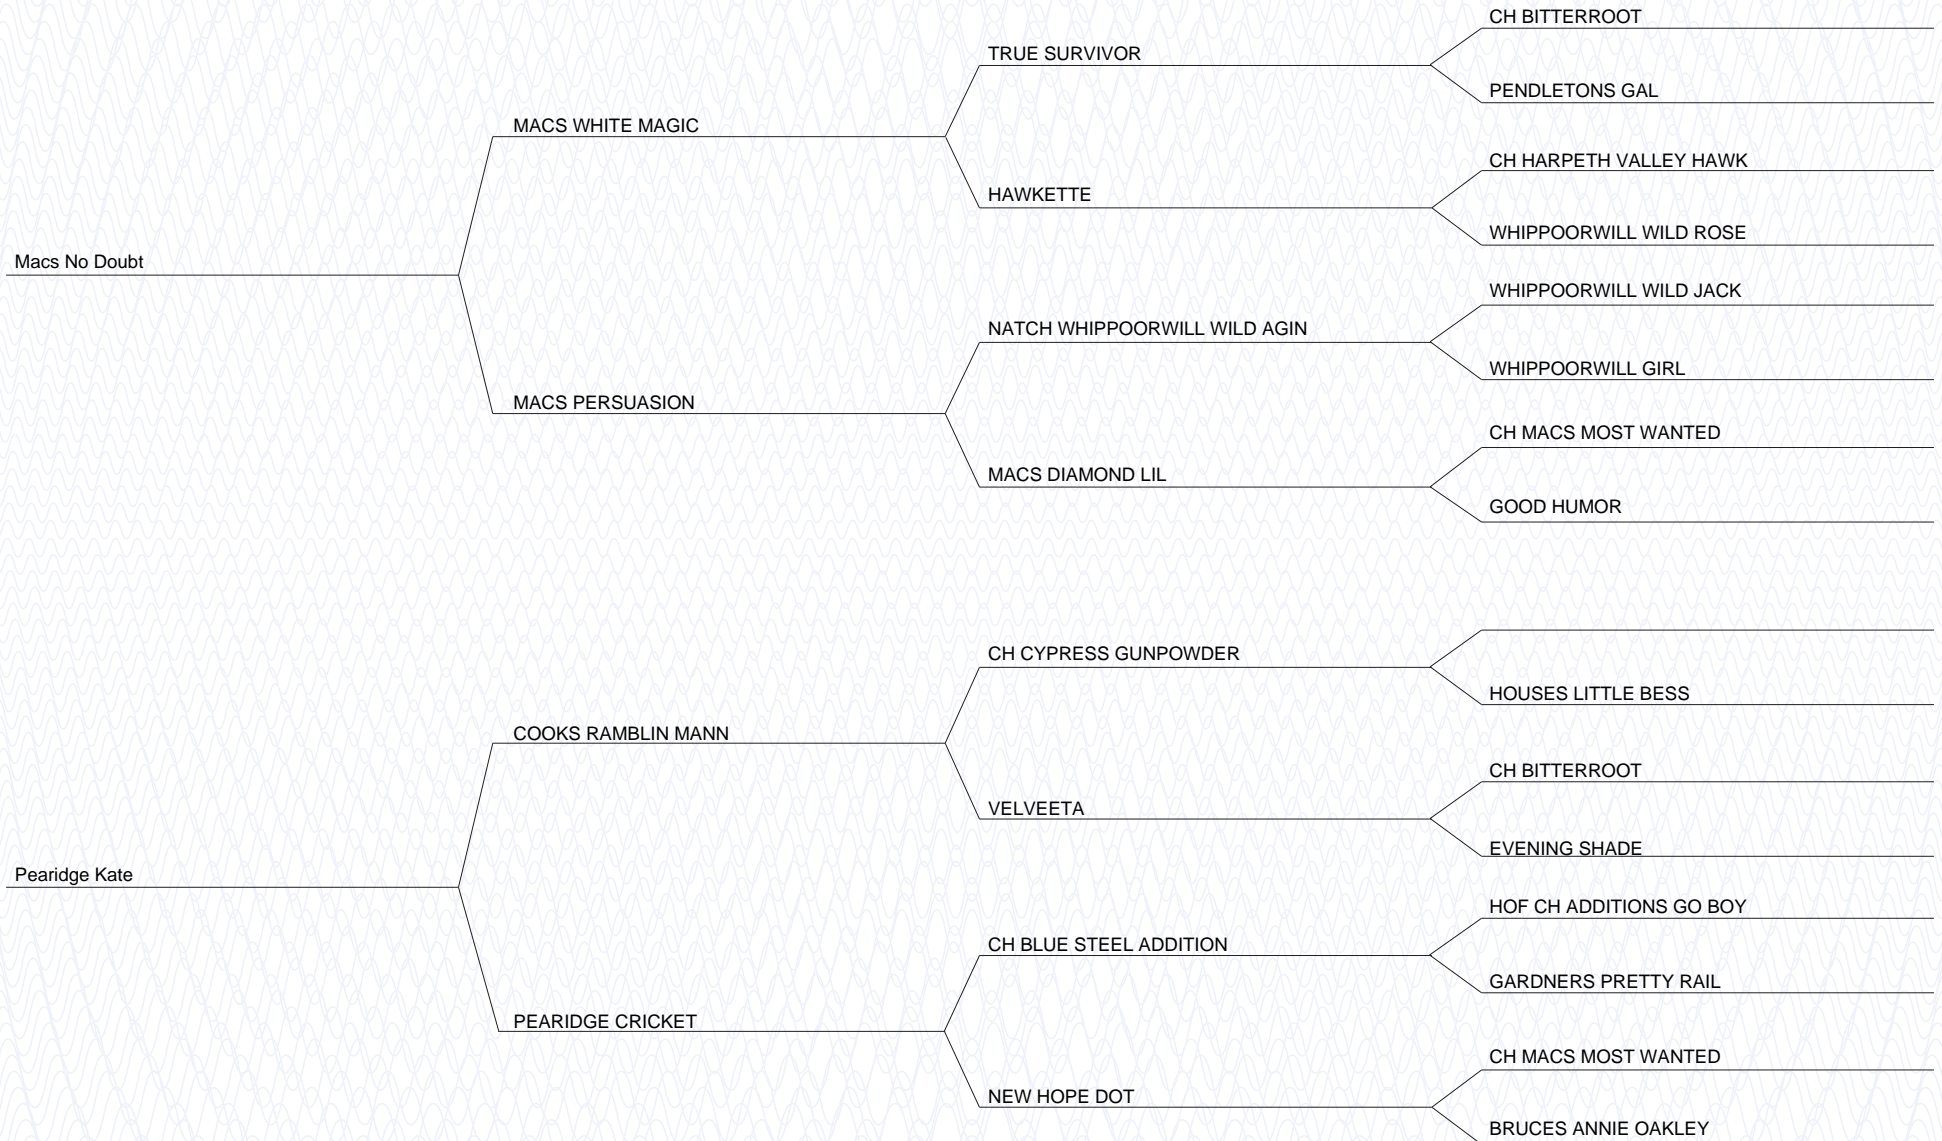 CH BITTERROOT
TRUE SURVIVOR
PENDLETONS GAL
MACS WHITE MAGIC
CH HARPETH VALLEY HAWK
HAWKETTE
WHIPPOORWILL WILD ROSE
Macs No Doubt
WHIPPOORWILL WILD JACK
NATCH WHIPPOORWILL WILD AGIN
WHIPPOORWILL GIRL
MACS PERSUASION
CH MACS MOST WANTED
MACS DIAMOND LIL
GOOD HUMOR
CH CYPRESS GUNPOWDER
HOUSES LITTLE BESS
COOKS RAMBLIN MANN
CH BITTERROOT
VELVEETA
EVENING SHADE
Pearidge Kate
HOF CH ADDITIONS GO BOY
CH BLUE STEEL ADDITION
GARDNERS PRETTY RAIL
PEARIDGE CRICKET
CH MACS MOST WANTED
NEW HOPE DOT
BRUCES ANNIE OAKLEY